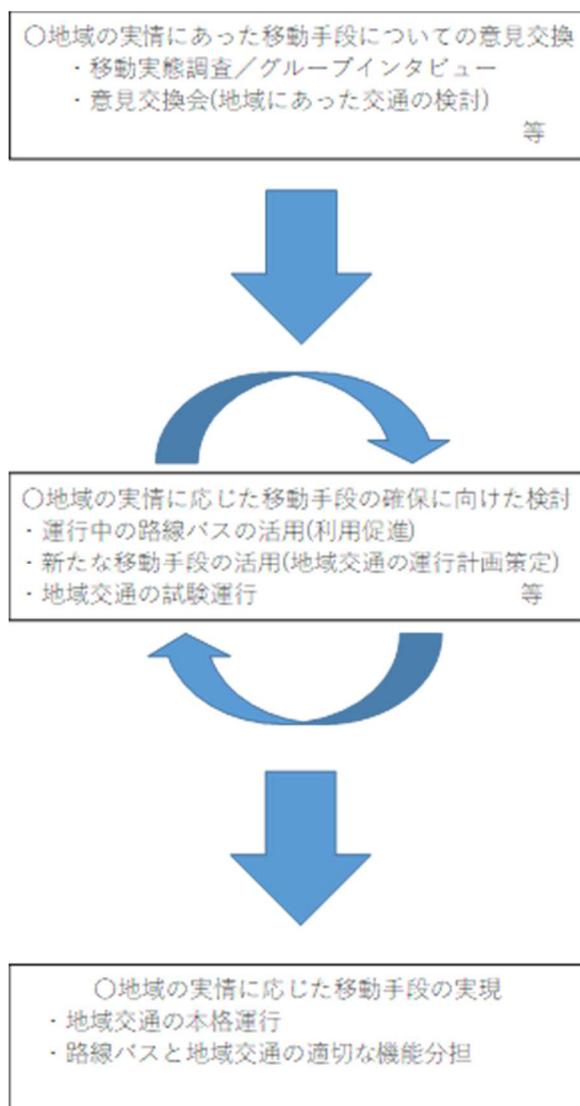 〇地域の実情にあった移動手段についての意見交換
・移動実態調査／グループインタビュー
・意見交換会(地域にあった交通の検討)
等
〇地域の実情に応じた移動手段の確保に向けた検討
・運行中の路線バスの活用(利用促進)
・新たな移動手段の活用(地域交通の運行計画策定)
・地域交通の試験運行 等
〇地域の実情に応じた移動手段の実現
・地域交通の本格運行
・路線バスと地域交通の適切な機能分担